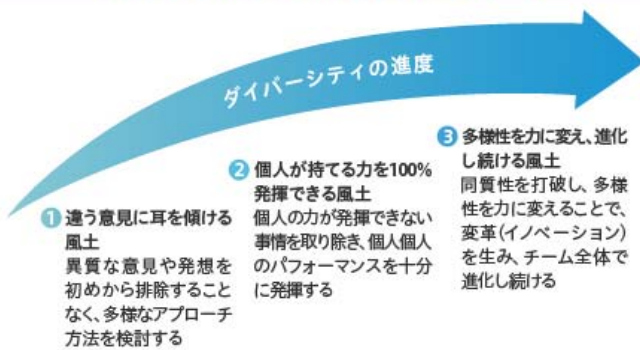 ダイバーシティの進度
1 違う意見に耳を傾ける
風土
異質な意見や発想を
初めから排除すること
なく、多様なアプローチ
方法を検討する
2 個人が持てる力を100%
発揮できる風土
個人の力が発揮できない
事情を取り除き、個人個人
のパフォーマンスを十分
に発揮する
3 多様性を力に変え、進化
し続ける風土
同質性を打破し、多様
性を力に変えることで、
変革(イノベーション)
を生み、チーム全体で
進化し続ける